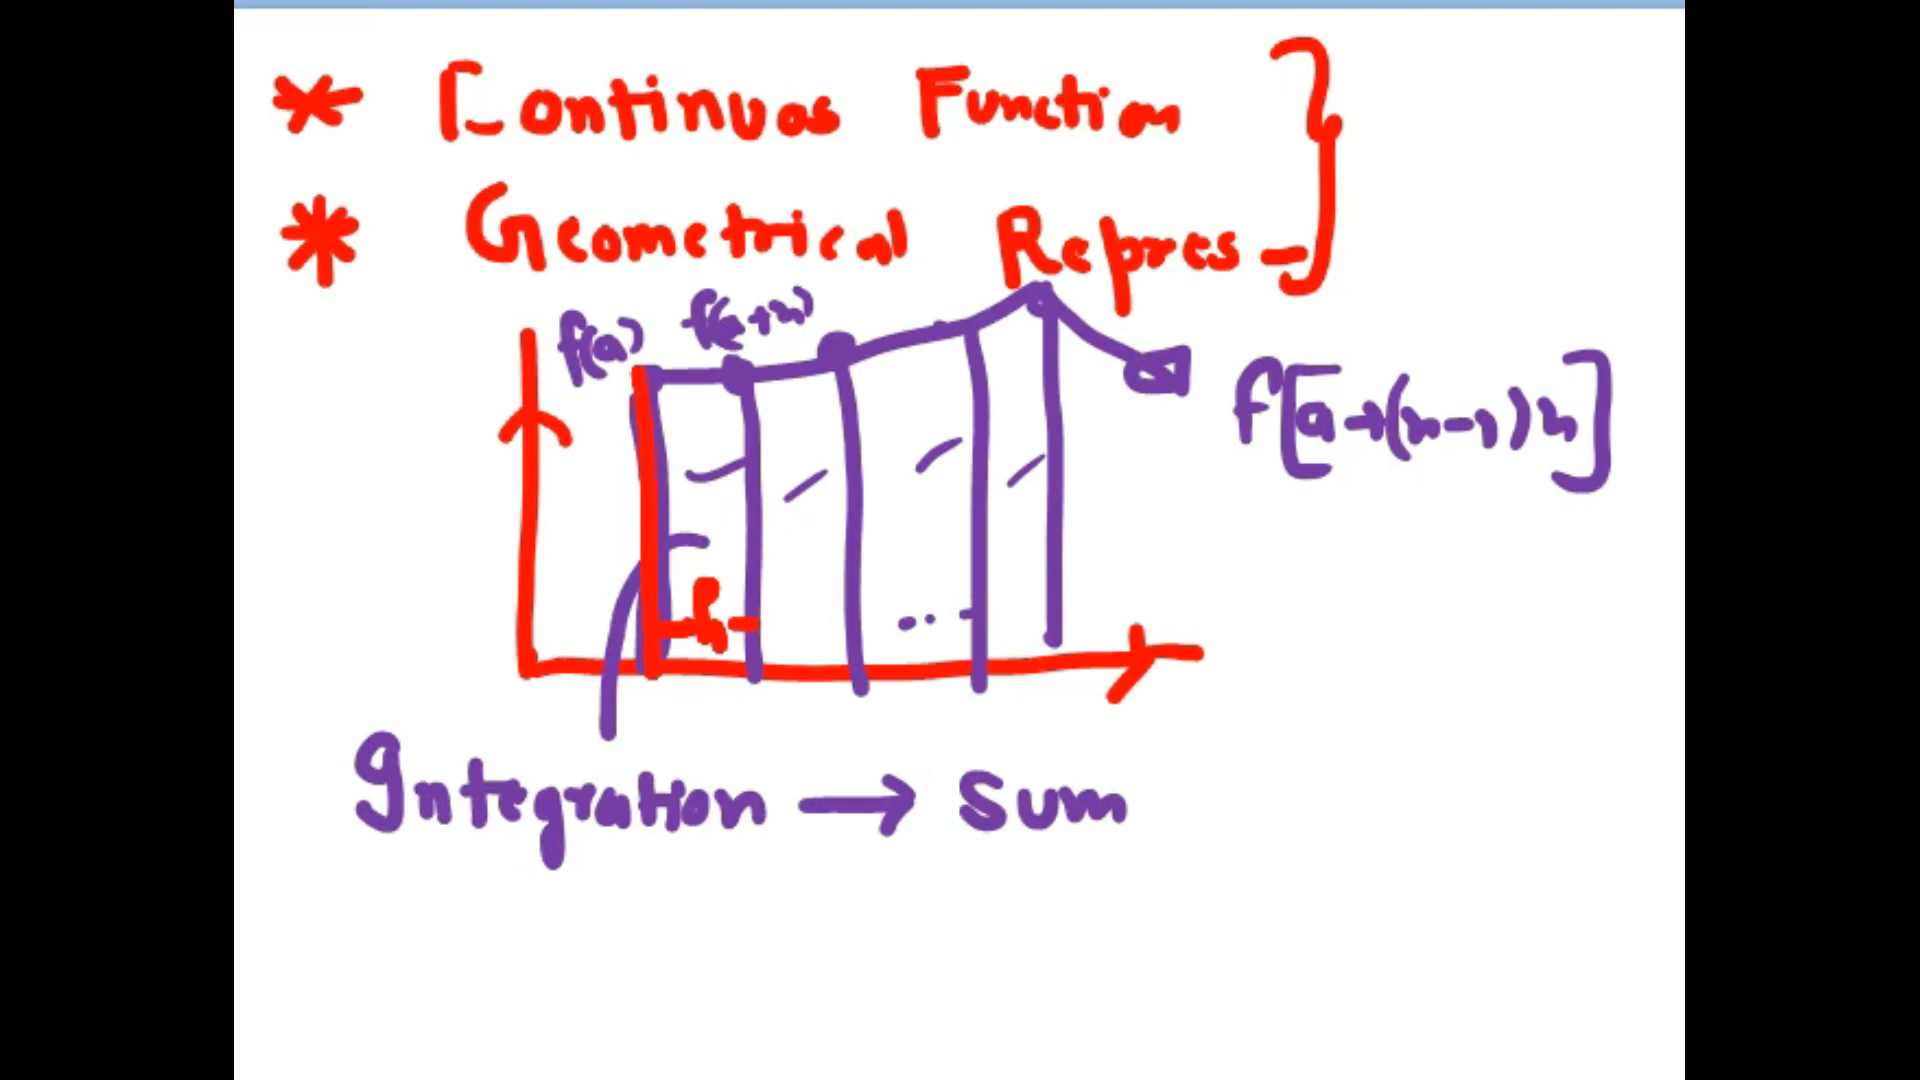 * Continuos Function
* Geometrical Repres -
f(a) f(a+h)
f[a+(n-1)h]
h
...
Integration → Sum